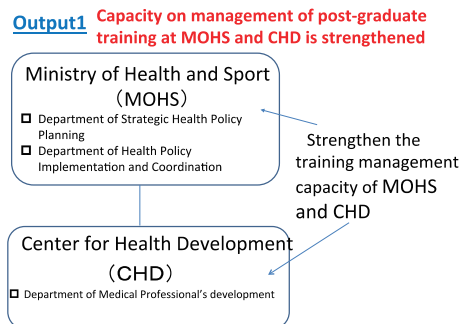 Output1
Capacity on management of post-graduate
training at MOHS and CHD is strengthened
Ministry of Health and Sport
（MOHS）
Department of Strategic Health Policy
Planning
Department of Health Policy
Implementation and Coordination
Strengthen the
training management
capacity of MOHS
and CHD
Center for Health Development
（CHD）
Department of Medical Professional’s development